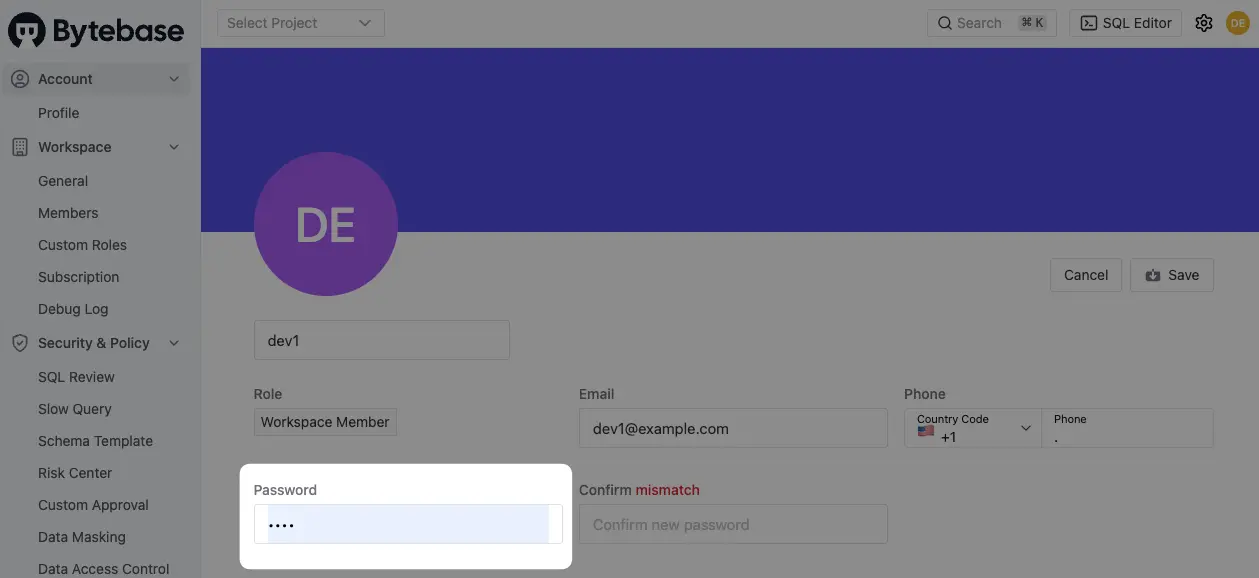 Bytebase
Select Project
Search ⌘ K
SQL Editor
DE
Account
Profile
Workspace
General
Members
Custom Roles
Subscription
Debug Log
Security & Policy
SQL Review
Slow Query
Schema Template
Risk Center
Custom Approval
Data Masking
Data Access Control
DE
Cancel
Save
dev1
Role
Workspace Member
Email
dev1@example.com
Phone
Country Code
+1
Phone
.
Password
••••
Confirm mismatch
Confirm new password